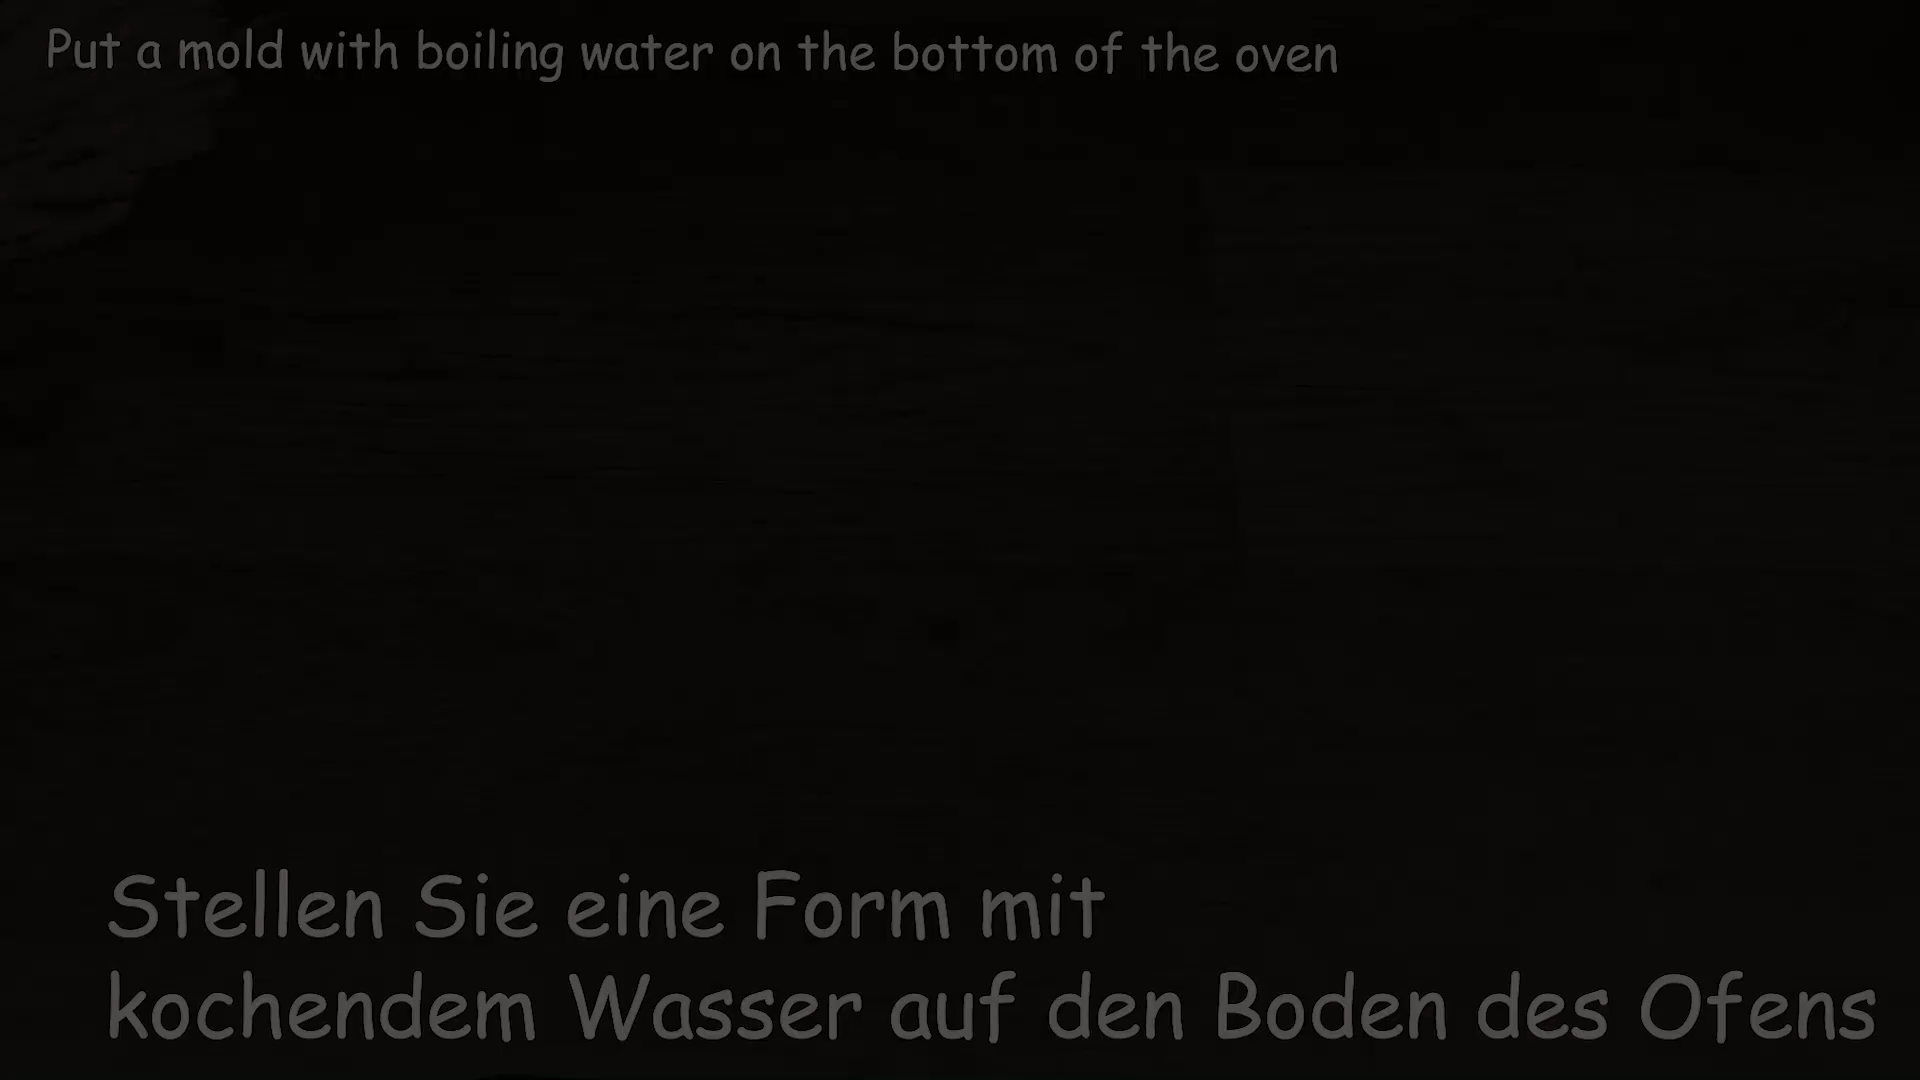 Put a mold with boiling water on the bottom of the oven
Stellen Sie eine Form mit
kochendem Wasser auf den Boden des Ofens